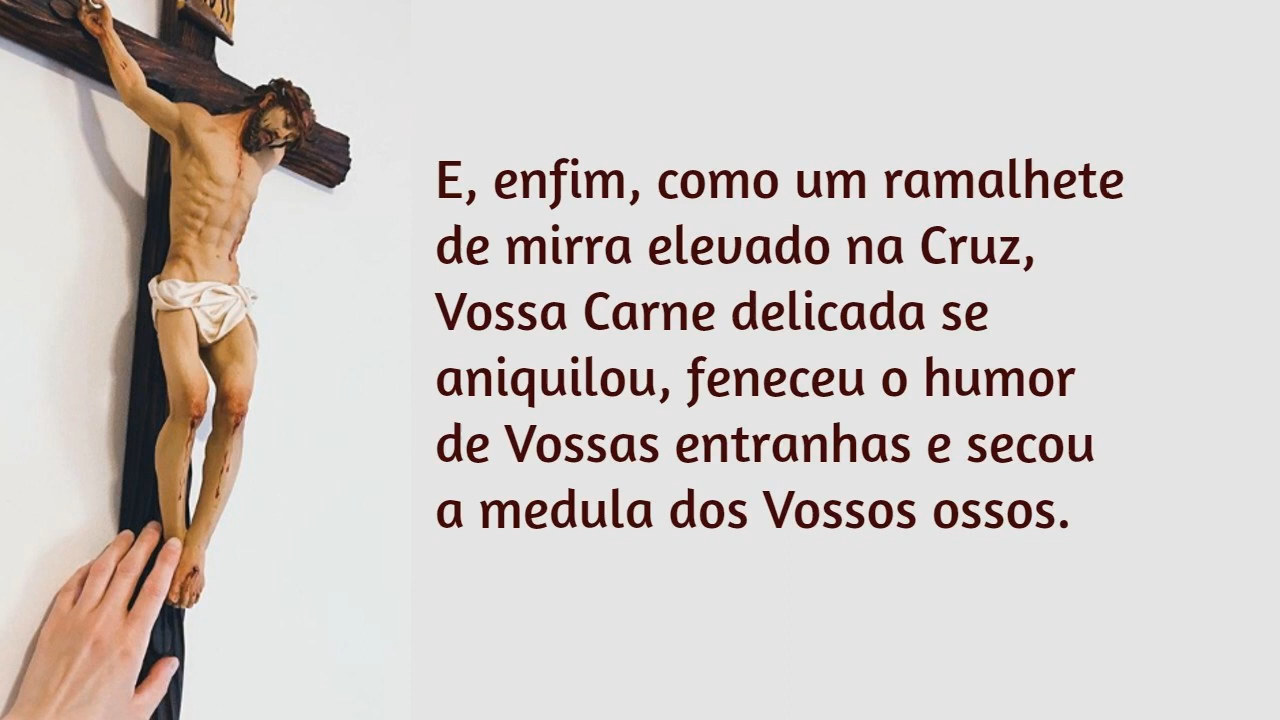 E, enfim, como um ramalhete
de mirra elevado na Cruz,
Vossa Carne delicada se
aniquilou, feneceu o humor
de Vossas entranhas e secou
a medula dos Vossos ossos.